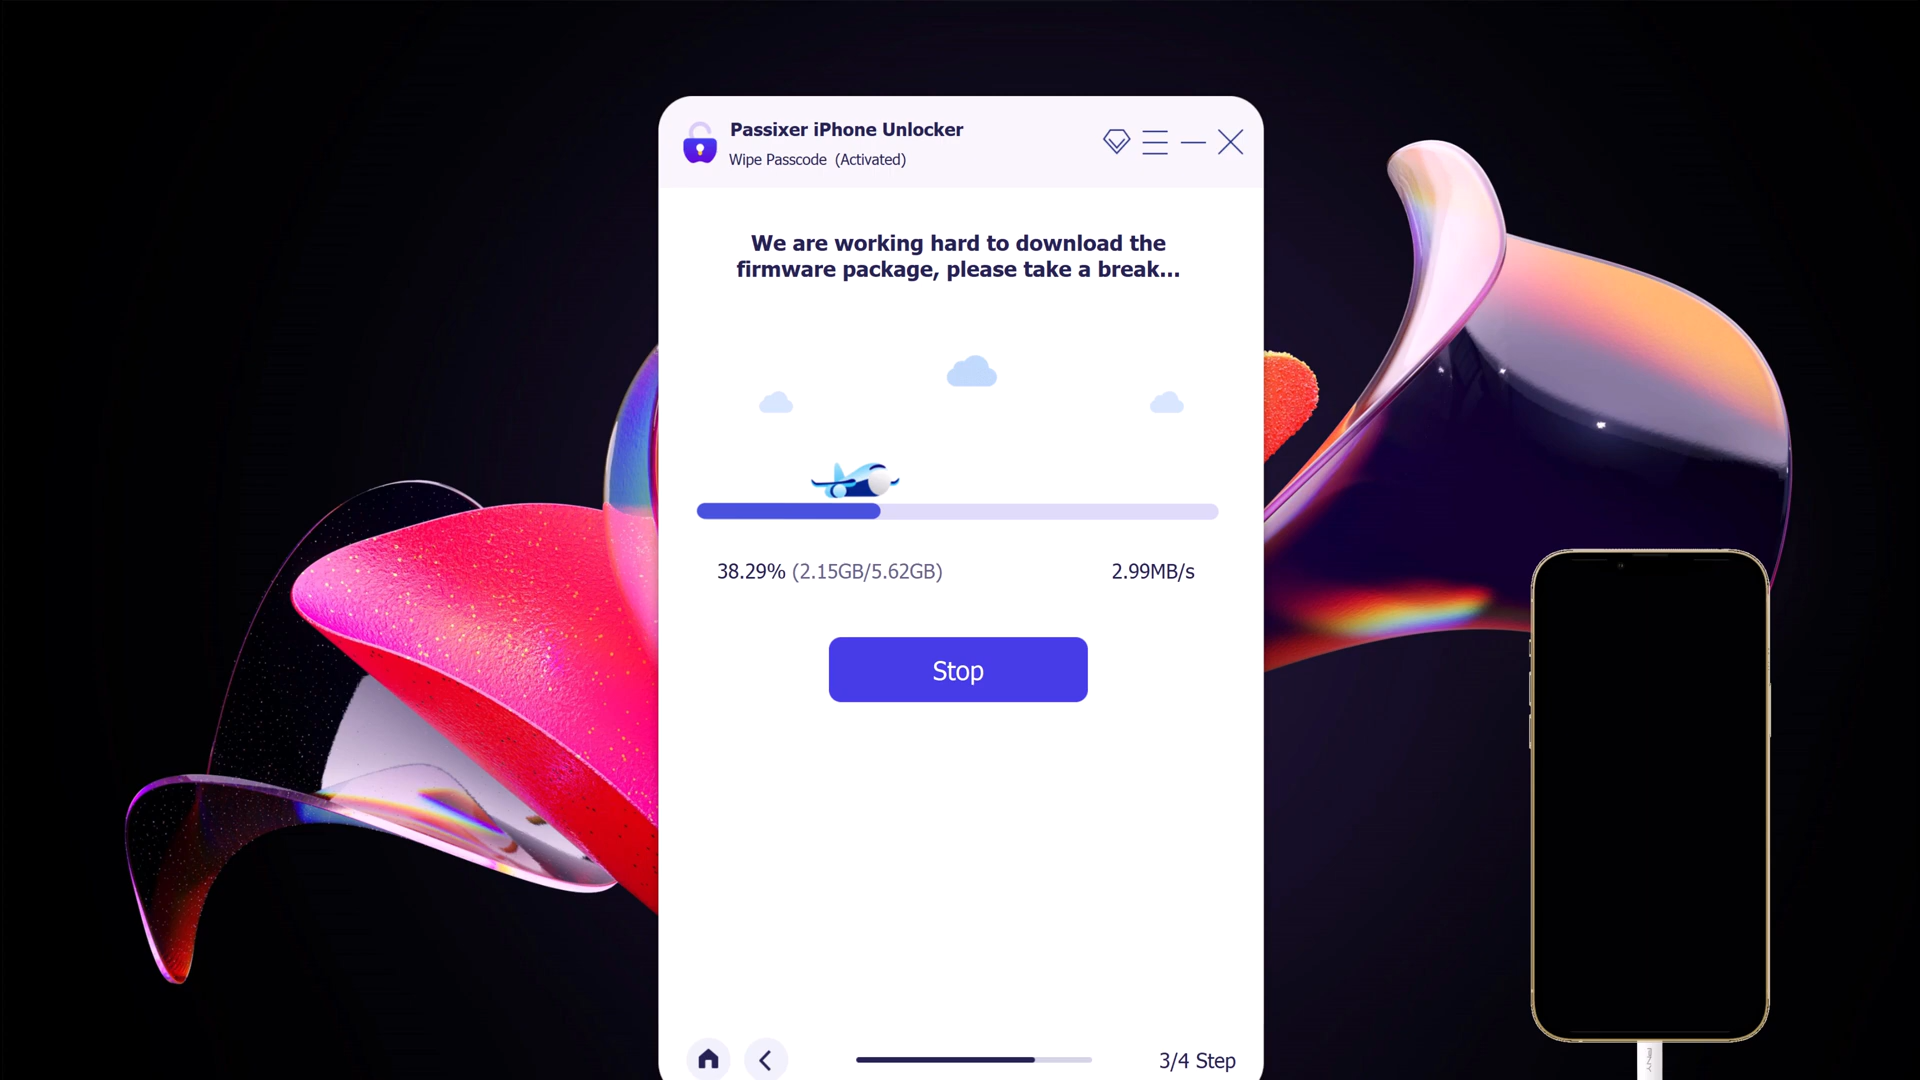 Passixer iPhone Unlocker
Wipe Passcode (Activated)
We are working hard to download the
firmware package, please take a break...
38.29% (2.15GB/5.62GB)
2.99MB/s
Stop
3/4 Step